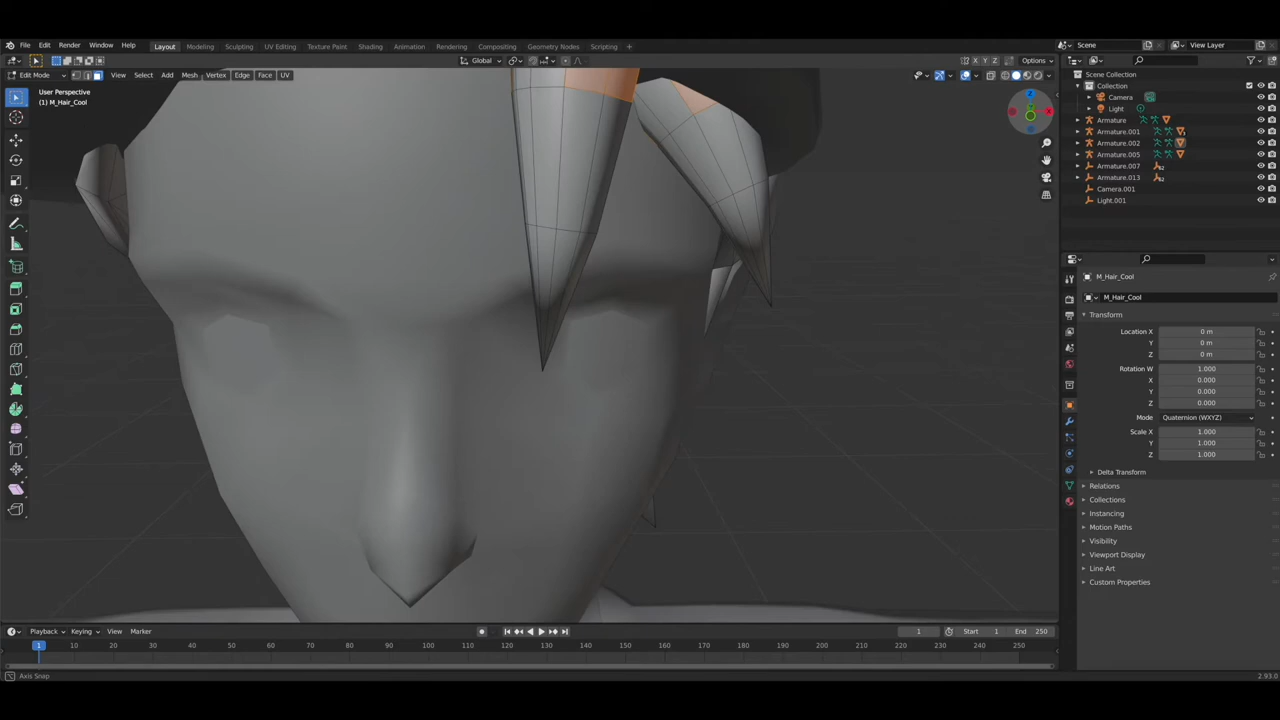 File Edit Render Window Help Layout Modeling Sculpting UV Editing Texture Paint Shading Animation Rendering Compositing Geometry Nodes Scripting + Scene View Layer
Global Options
Edit Mode View Select Add Mesh Vertex Edge Face UV
User Perspective
(1) M_Hair_Cool
Scene Collection
Collection
Camera
Light
Armature
Armature.001
Armature.002
Armature.005
Armature.007
Armature.013
Camera.001
Light.001
M_Hair_Cool
M_Hair_Cool
Transform
Location X 0 m
Y 0 m
Z 0 m
Rotation W 1.000
X 0.000
Y 0.000
Z 0.000
Mode Quaternion (WXYZ)
Scale X 1.000
Y 1.000
Z 1.000
Delta Transform
Relations
Collections
Instancing
Motion Paths
Visibility
Viewport Display
Line Art
Custom Properties
Playback Keying View Marker 1 Start 1 End 250
1 10 20 30 40 50 60 70 80 90 100 110 120 130 140 150 160 170 180 190 200 210 220 230 240 250
Axis Snap 2.93.0